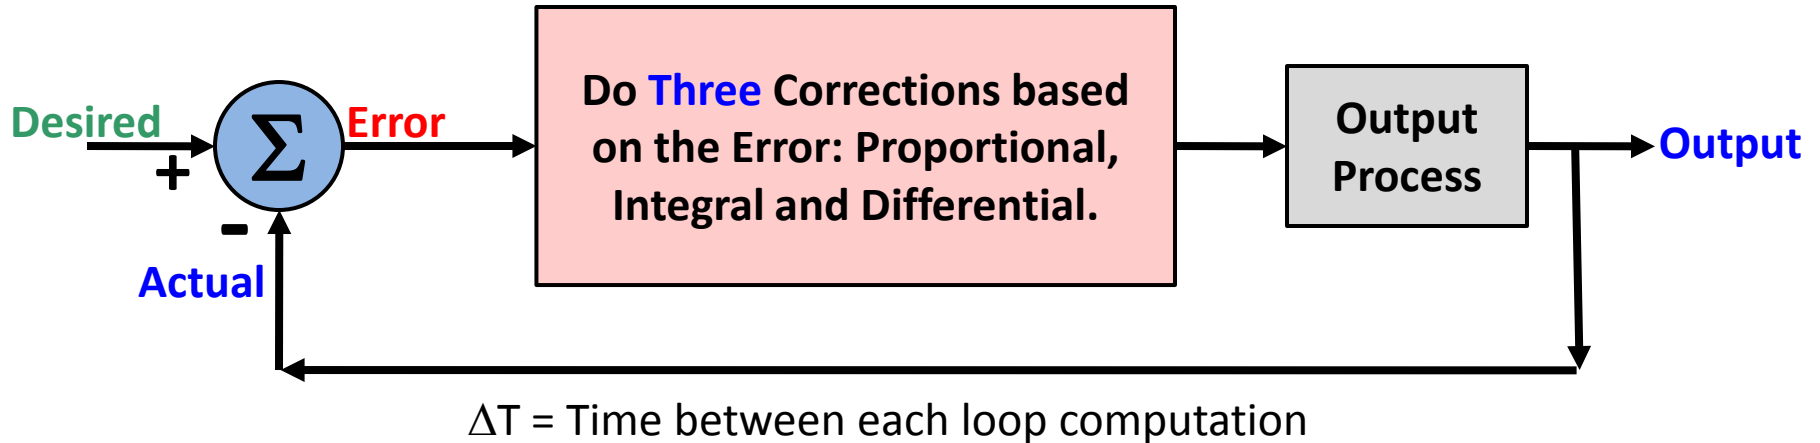 Desired
+
Σ
-
Actual
Error
Do Three Corrections based
on the Error: Proportional,
Integral and Differential.
Output
Process
Output
ΔT = Time between each loop computation